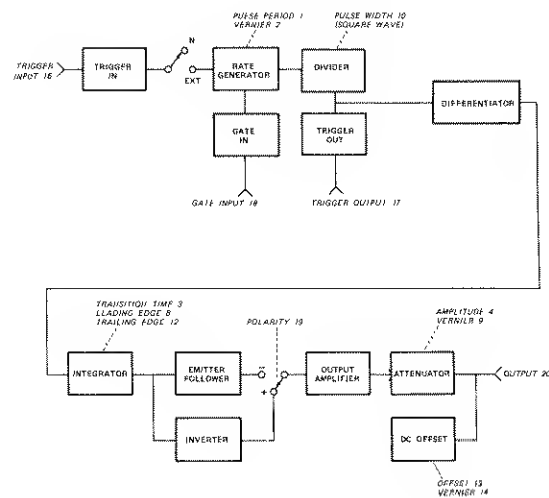 PULSE PERIOD 1
VERNIER 2
PULSE WIDTH 10
(SQUARE WAVE)
TRIGGER
INPUT 16
TRIGGER
IN
N
EXT
RATE
GENERATOR
DIVIDER
DIFFERENTIATOR
GATE
IN
TRIGGER
OUT
GATE INPUT 18
TRIGGER OUTPUT 17
TRANSITION TIME 3
LEADING EDGE 8
TRAILING EDGE 12
POLARITY 19
AMPLITUDE 4
VERNIER 9
INTEGRATOR
EMITTER
FOLLOWER
-
+
OUTPUT
AMPLIFIER
ATTENUATOR
OUTPUT 20
INVERTER
DC OFFSET
OFFSET 13
VERNIER 14